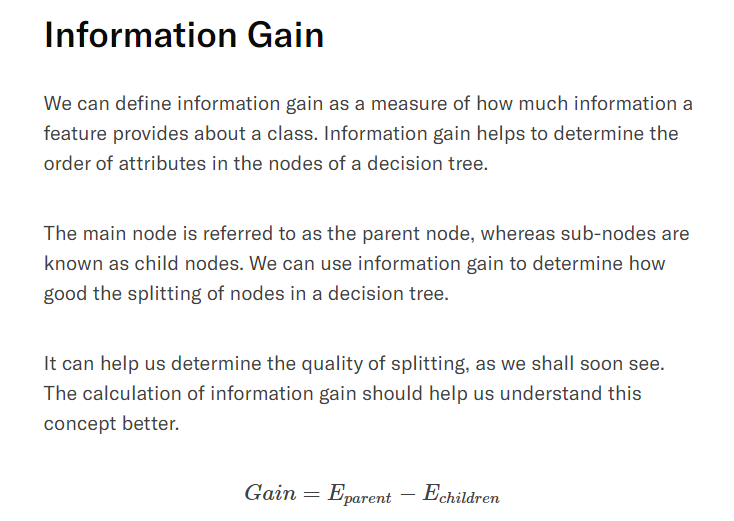 Information Gain
We can define information gain as a measure of how much information a
feature provides about a class. Information gain helps to determine the
order of attributes in the nodes of a decision tree.
The main node is referred to as the parent node, whereas sub-nodes are
known as child nodes. We can use information gain to determine how
good the splitting of nodes in a decision tree.
It can help us determine the quality of splitting, as we shall soon see.
The calculation of information gain should help us understand this
concept better.
Gain = E_parent − E_children